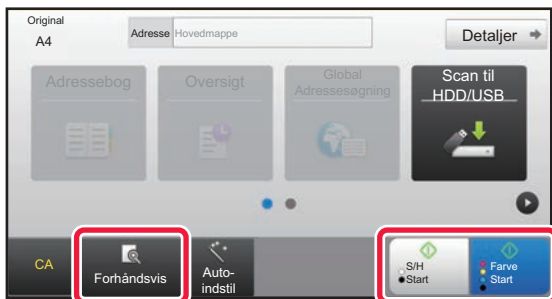 Original
A4
Adresse Hovedmappe
Detaljer
Adressebog
Oversigt
Global
Adressesøgning
Scan til
HDD/USB
CA
Forhåndsvis
Auto-
indstil
S/H
Start
Farve
Start